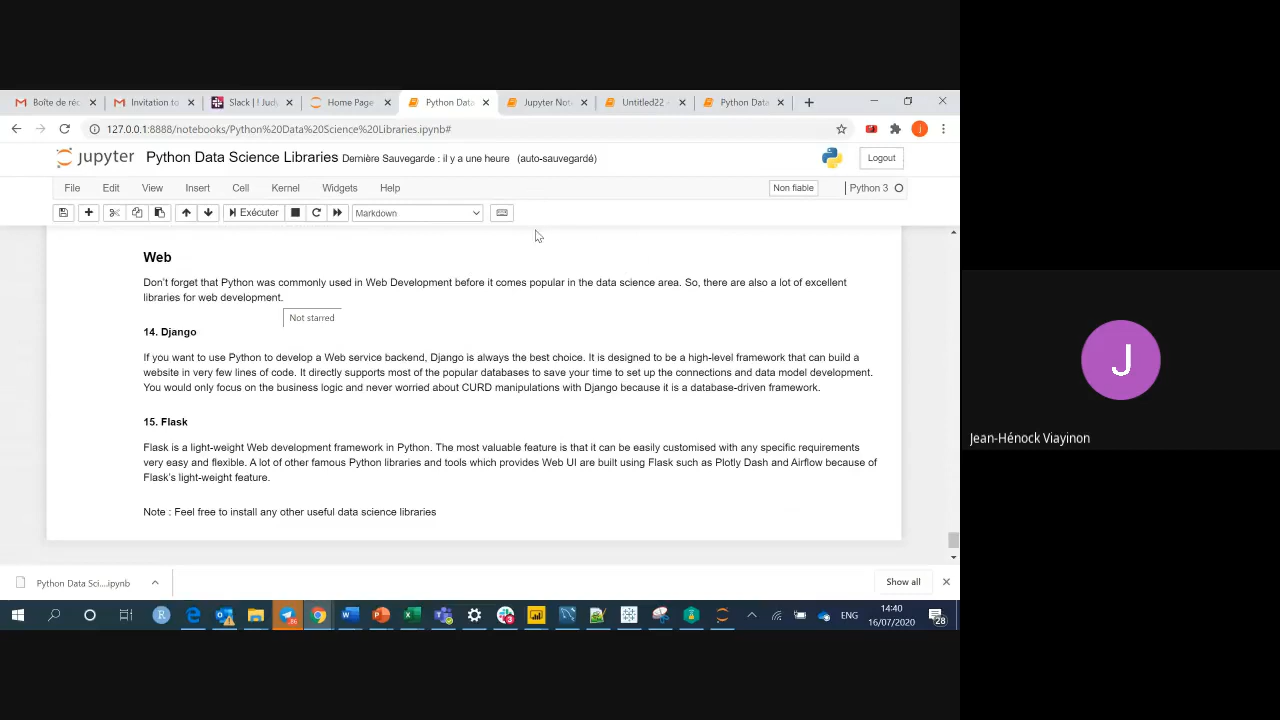 Boîte de réc
Invitation to
Slack | ! Judy
Home Page
Python Data
Jupyter Not
Untitled22
Python Data
127.0.0.1:8888/notebooks/Python%20Data%20Science%20Libraries.ipynb#
j
jupyter Python Data Science Libraries Dernière Sauvegarde : il y a une heure (auto-sauvegardé)
Logout
File Edit View Insert Cell Kernel Widgets Help
Non fiable
Python 3
Exécuter
Markdown
Web
Don't forget that Python was commonly used in Web Development before it comes popular in the data science area. So, there are also a lot of excellent
libraries for web development.
Not starred
14. Django
If you want to use Python to develop a Web service backend, Django is always the best choice. It is designed to be a high-level framework that can build a
website in very few lines of code. It directly supports most of the popular databases to save your time to set up the connections and data model development.
You would only focus on the business logic and never worried about CURD manipulations with Django because it is a database-driven framework.
15. Flask
Flask is a light-weight Web development framework in Python. The most valuable feature is that it can be easily customised with any specific requirements
very easy and flexible. A lot of other famous Python libraries and tools which provides Web UI are built using Flask such as Plotly Dash and Airflow because of
Flask's light-weight feature.
Note : Feel free to install any other useful data science libraries
Python Data Sci....ipynb
Show all
ENG
14:40
16/07/2020
28
J
Jean-Hénock Viayinon